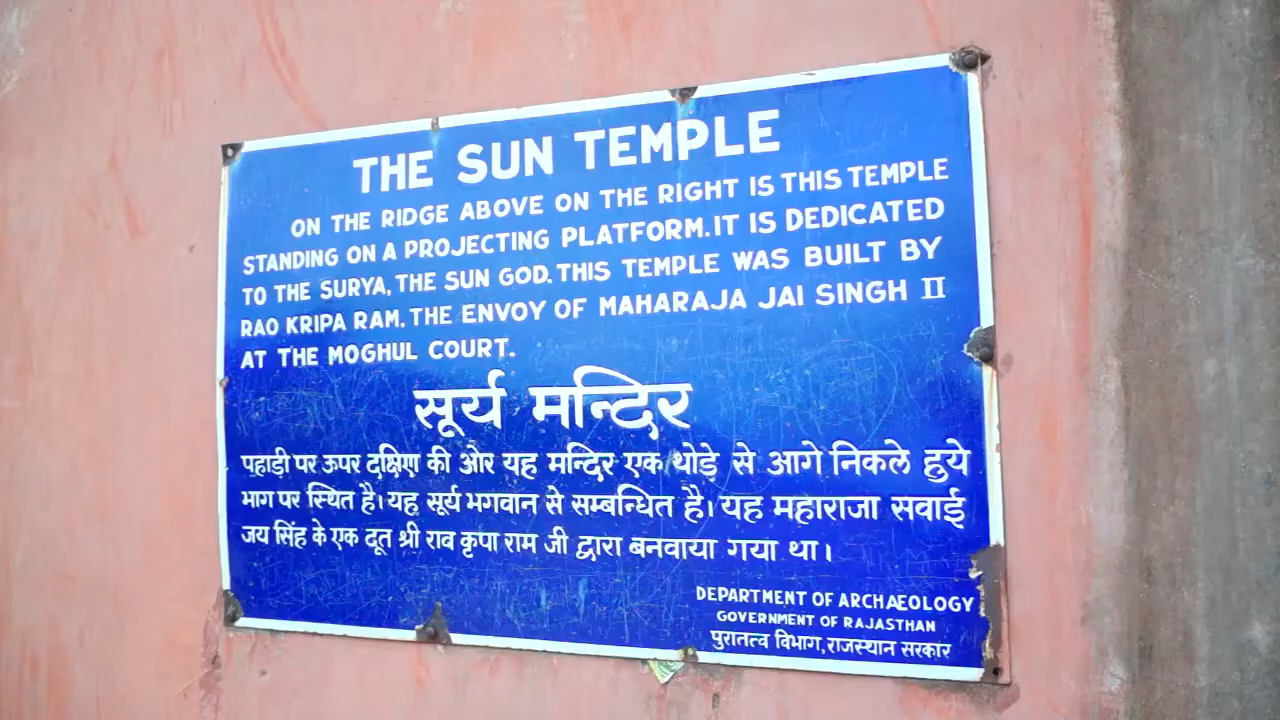 THE SUN TEMPLE
ON THE RIDGE ABOVE ON THE RIGHT IS THIS TEMPLE
STANDING ON A PROJECTING PLATFORM. IT IS DEDICATED
TO THE SURYA, THE SUN GOD. THIS TEMPLE WAS BUILT BY
RAO KRIPA RAM. THE ENVOY OF MAHARAJA JAI SINGH II
AT THE MOGHUL COURT.
सूर्य मन्दिर
पहाड़ी पर ऊपर दक्षिण की ओर यह मन्दिर एक थोड़े से आगे निकले हुये
भाग पर स्थित है। यह सूर्य भगवान से सम्बन्धित है। यह महाराजा सवाई
जय सिंह के एक दूत श्री राव कृपा राम जी द्वारा बनवाया गया था।
DEPARTMENT OF ARCHAEOLOGY
GOVERNMENT OF RAJASTHAN
पुरातत्व विभाग, राजस्थान सरकार